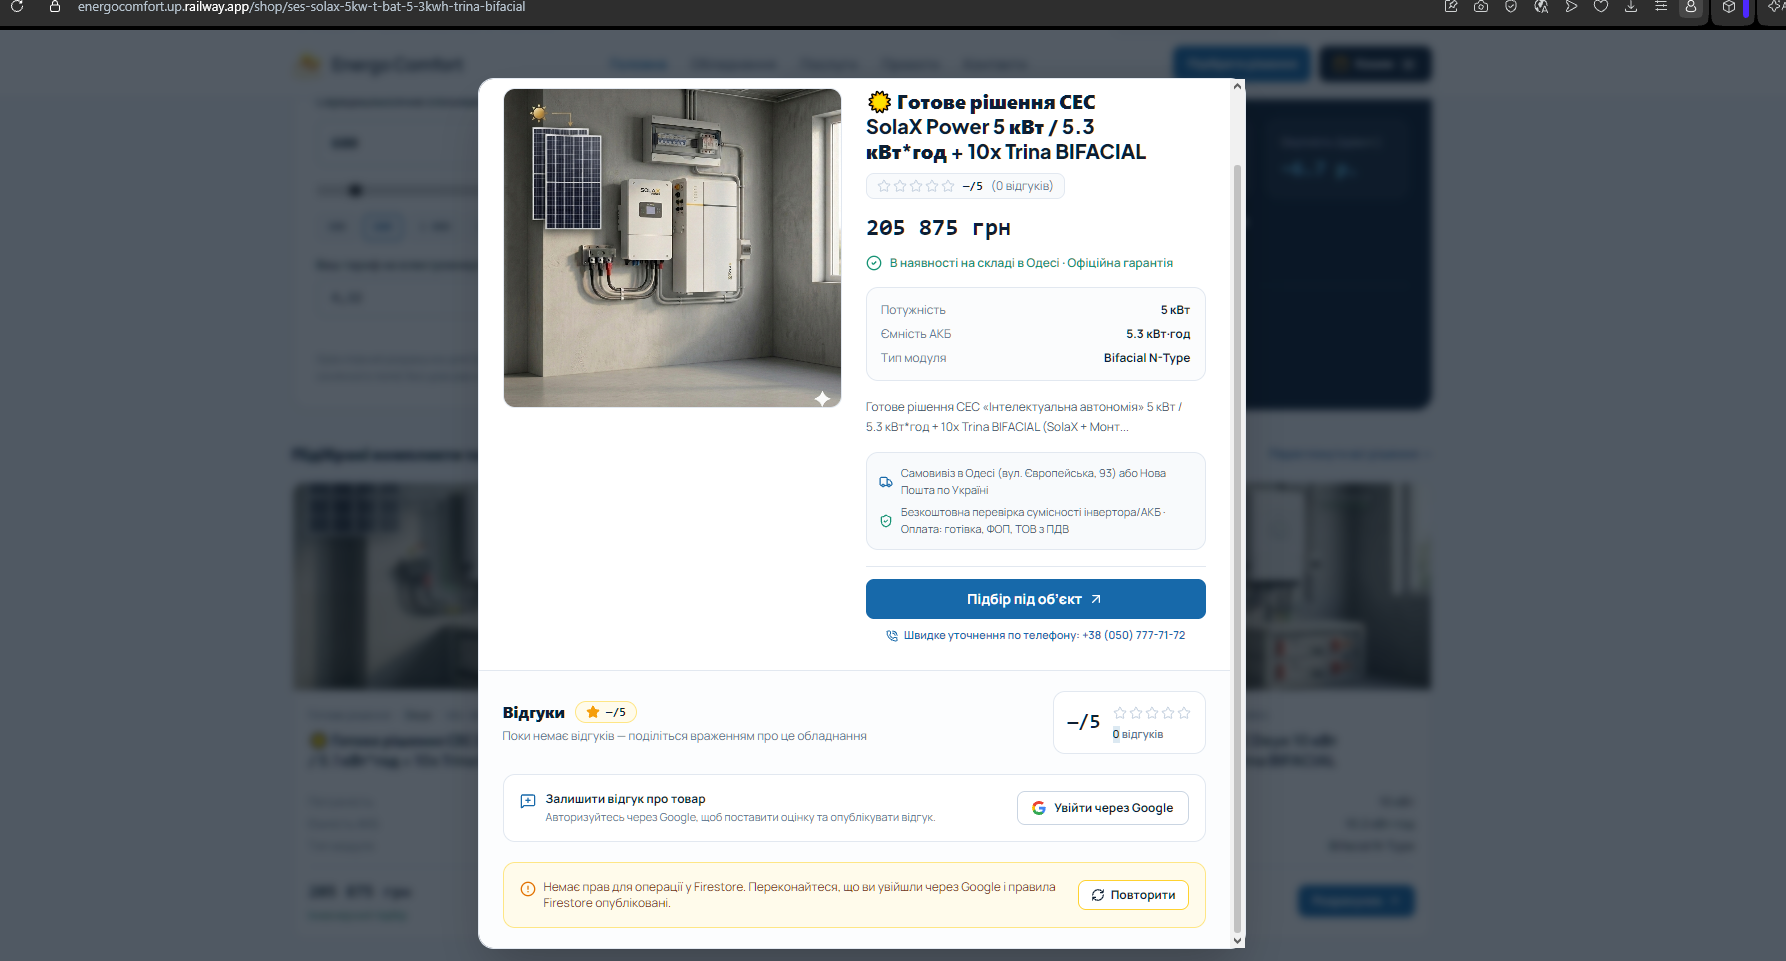 energocomfort.up.railway.app/shop/ses-solax-5kw-t-bat-5-3kwh-trina-bifacial
Energo Comfort
SOLAX
Готове рішення СЕС
SolaX Power 5 кВт / 5.3
кВт*год + 10x Trina BIFACIAL
—/5 (0 відгуків)
205 875 грн
В наявності на складі в Одесі · Офіційна гарантія
Потужність 5 кВт
Ємність АКБ 5.3 кВт·год
Тип модуля Bifacial N-Type
Готове рішення СЕС «Інтелектуальна автономія» 5 кВт /
5.3 кВт*год + 10x Trina BIFACIAL (SolaX + Монт...
Самовивіз в Одесі (вул. Європейська, 93) або Нова
Пошта по Україні
Безкоштовна перевірка сумісності інвертора/АКБ ·
Оплата: готівка, ФОП, ТОВ з ПДВ
Підбір під об'єкт
Швидке уточнення по телефону: +38 (050) 777-71-72
Відгуки —/5
Поки немає відгуків — поділіться враженням про це обладнання
—/5
0 відгуків
Залишити відгук про товар
Авторизуйтесь через Google, щоб поставити оцінку та опублікувати відгук.
Увійти через Google
Немає прав для операції у Firestore. Переконайтеся, що ви увійшли через Google і правила
Firestore опубліковані.
Повторити